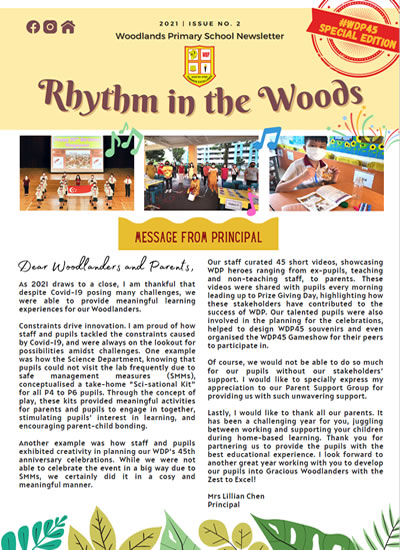 2021 | ISSUE NO. 2
Woodlands Primary School Newsletter
#WDP45
SPECIAL EDITION
Rhythm in the Woods
MESSAGE FROM PRINCIPAL
Dear Woodlanders and Parents,
As 2021 draws to a close, I am thankful that
despite Covid-19 posing many challenges, we
were able to provide meaningful learning
experiences for our Woodlanders.
Constraints drive innovation. I am proud of how
staff and pupils tackled the constraints caused
by Covid-19, and were always on the lookout for
possibilities amidst challenges. One example
was how the Science Department, knowing that
pupils could not visit the lab frequently due to
safe management measures (SMMs),
conceptualised a take-home “Sci-sational Kit”
for all P4 to P6 pupils. Through the concept of
play, these kits provided meaningful activities
for parents and pupils to engage in together,
stimulating pupils' interest in learning, and
encouraging parent-child bonding.
Another example was how staff and pupils
exhibited creativity in planning our WDP's 45th
anniversary celebrations. While we were not
able to celebrate the event in a big way due to
SMMs, we certainly did it in a cosy and
meaningful manner.
Our staff curated 45 short videos, showcasing
WDP heroes ranging from ex-pupils, teaching
and non-teaching staff, to parents. These
videos were shared with pupils every morning
leading up to Prize Giving Day, highlighting how
these stakeholders have contributed to the
success of WDP. Our talented pupils were also
involved in the planning for the celebrations,
helped to design WDP45 souvenirs and even
organised the WDP45 Gameshow for their peers
to participate in.
Of course, we would not be able to do so much
for our pupils without our stakeholders'
support. I would like to specially express my
appreciation to our Parent Support Group for
providing us with such unwavering support.
Lastly, I would like to thank all our parents. It
has been a challenging year for you, juggling
between working and supporting your children
during home-based learning. Thank you for
partnering us to provide the pupils with the
best educational experience. I look forward to
another great year working with you to develop
our pupils into Gracious Woodlanders with the
Zest to Excel!
Mrs Lillian Chen
Principal